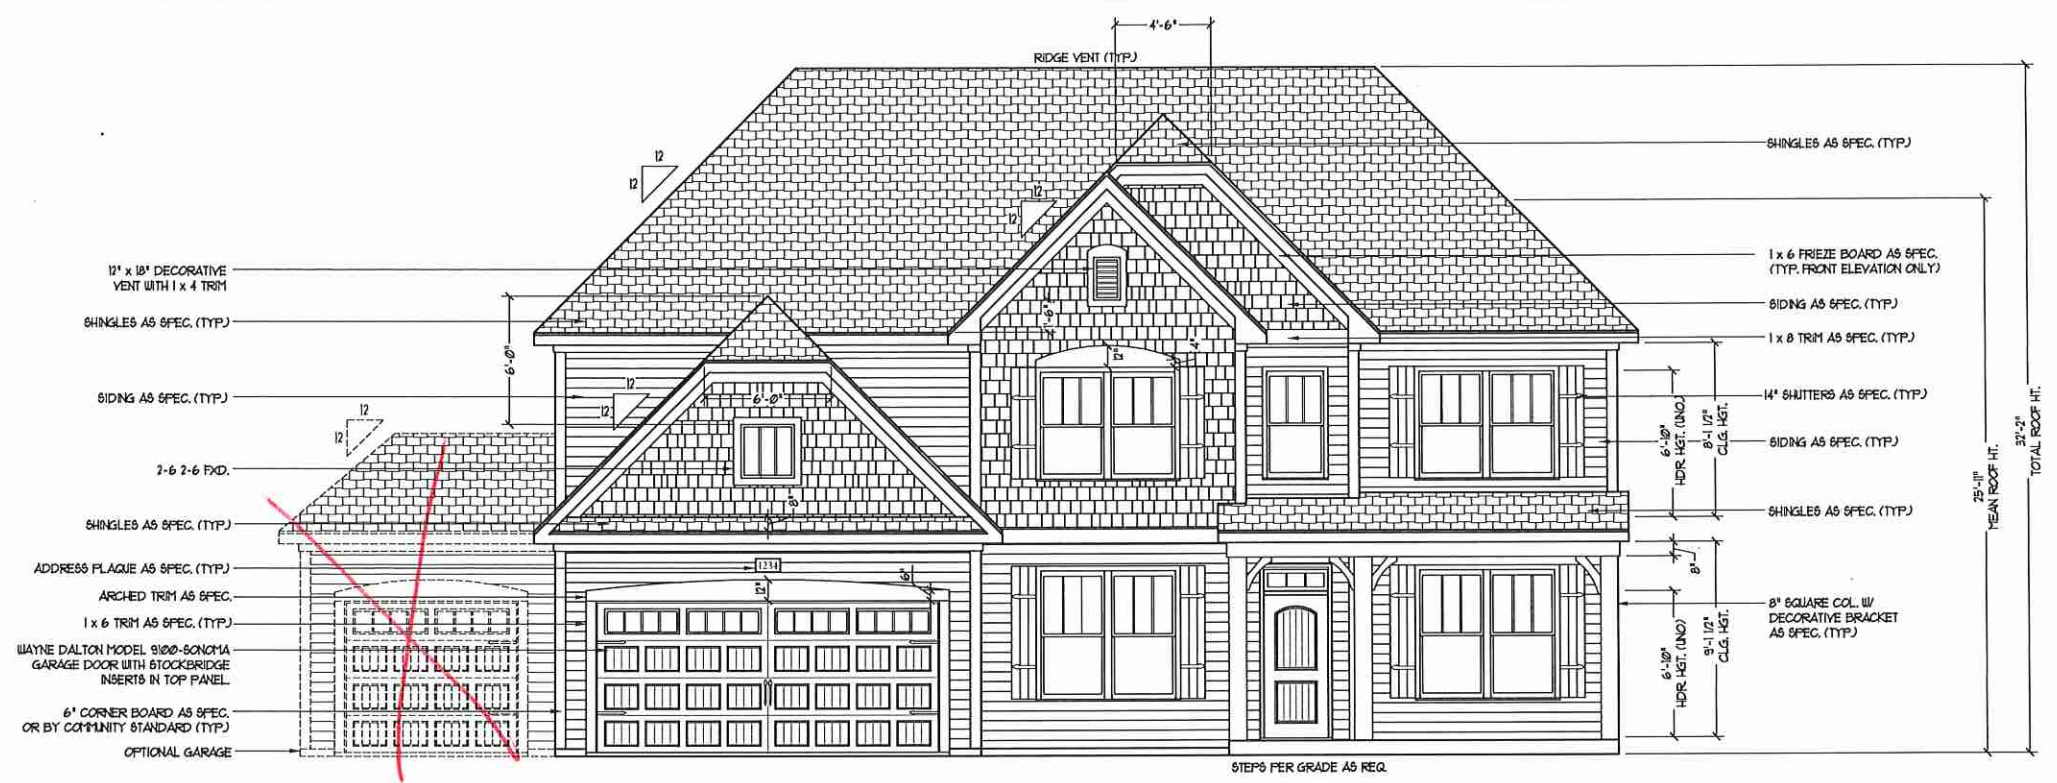 4'-6"
RIDGE VENT (TYP.)
12
12
12
12
12" x 18" DECORATIVE
VENT WITH 1 x 4 TRIM
SHINGLES AS SPEC. (TYP.)
6'-0"
SIDING AS SPEC. (TYP.)
12
12
12
12
2-6 2-6 FXD.
SHINGLES AS SPEC. (TYP.)
ADDRESS PLAQUE AS SPEC. (TYP.)
ARCHED TRIM AS SPEC.
1 x 6 TRIM AS SPEC. (TYP.)
WAYNE DALTON MODEL 9100-SONOMA
GARAGE DOOR WITH STOCKBRIDGE
INSERTS IN TOP PANEL.
6" CORNER BOARD AS SPEC.
OR BY COMMUNITY STANDARD (TYP.)
OPTIONAL GARAGE
6'-0"
8"
1234
12"
6"
1'-6"
12"
4"
SHINGLES AS SPEC. (TYP.)
1 x 6 FRIEZE BOARD AS SPEC.
(TYP. FRONT ELEVATION ONLY)
SIDING AS SPEC. (TYP.)
1 x 8 TRIM AS SPEC. (TYP.)
14" SHUTTERS AS SPEC. (TYP.)
SIDING AS SPEC. (TYP.)
SHINGLES AS SPEC. (TYP.)
8" SQUARE COL. W/
DECORATIVE BRACKET
AS SPEC. (TYP.)
6'-10"
HDR. HGT. (UNO.)
8'-1 1/2"
CLG. HGT.
8"
6'-10"
HDR. HGT. (UNO)
9'-1 1/2"
CLG. HGT.
25'-11"
MEAN ROOF HT.
32'-2"
TOTAL ROOF HT.
STEPS PER GRADE AS REQ.